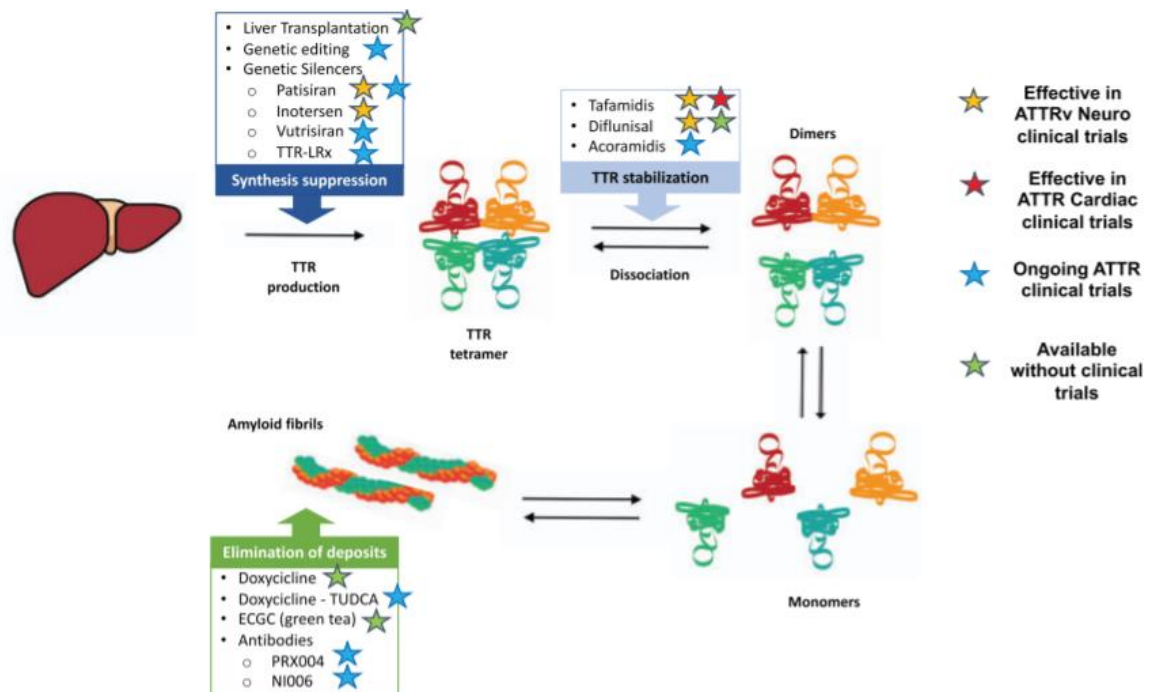 • Liver Transplantation
• Genetic editing
• Genetic Silencers
o Patisiran
o Inotersen
o Vutrisiran
o TTR-LRx
Synthesis suppression
TTR
production
TTR
tetramer
• Tafamidis
• Diflunisal
• Acoramidis
TTR stabilization
Dissociation
Dimers
Monomers
Amyloid fibrils
Elimination of deposits
• Doxycicline
• Doxycicline - TUDCA
• ECGC (green tea)
• Antibodies
o PRX004
o NI006
Effective in
ATTRv Neuro
clinical trials
Effective in
ATTR Cardiac
clinical trials
Ongoing ATTR
clinical trials
Available
without clinical
trials